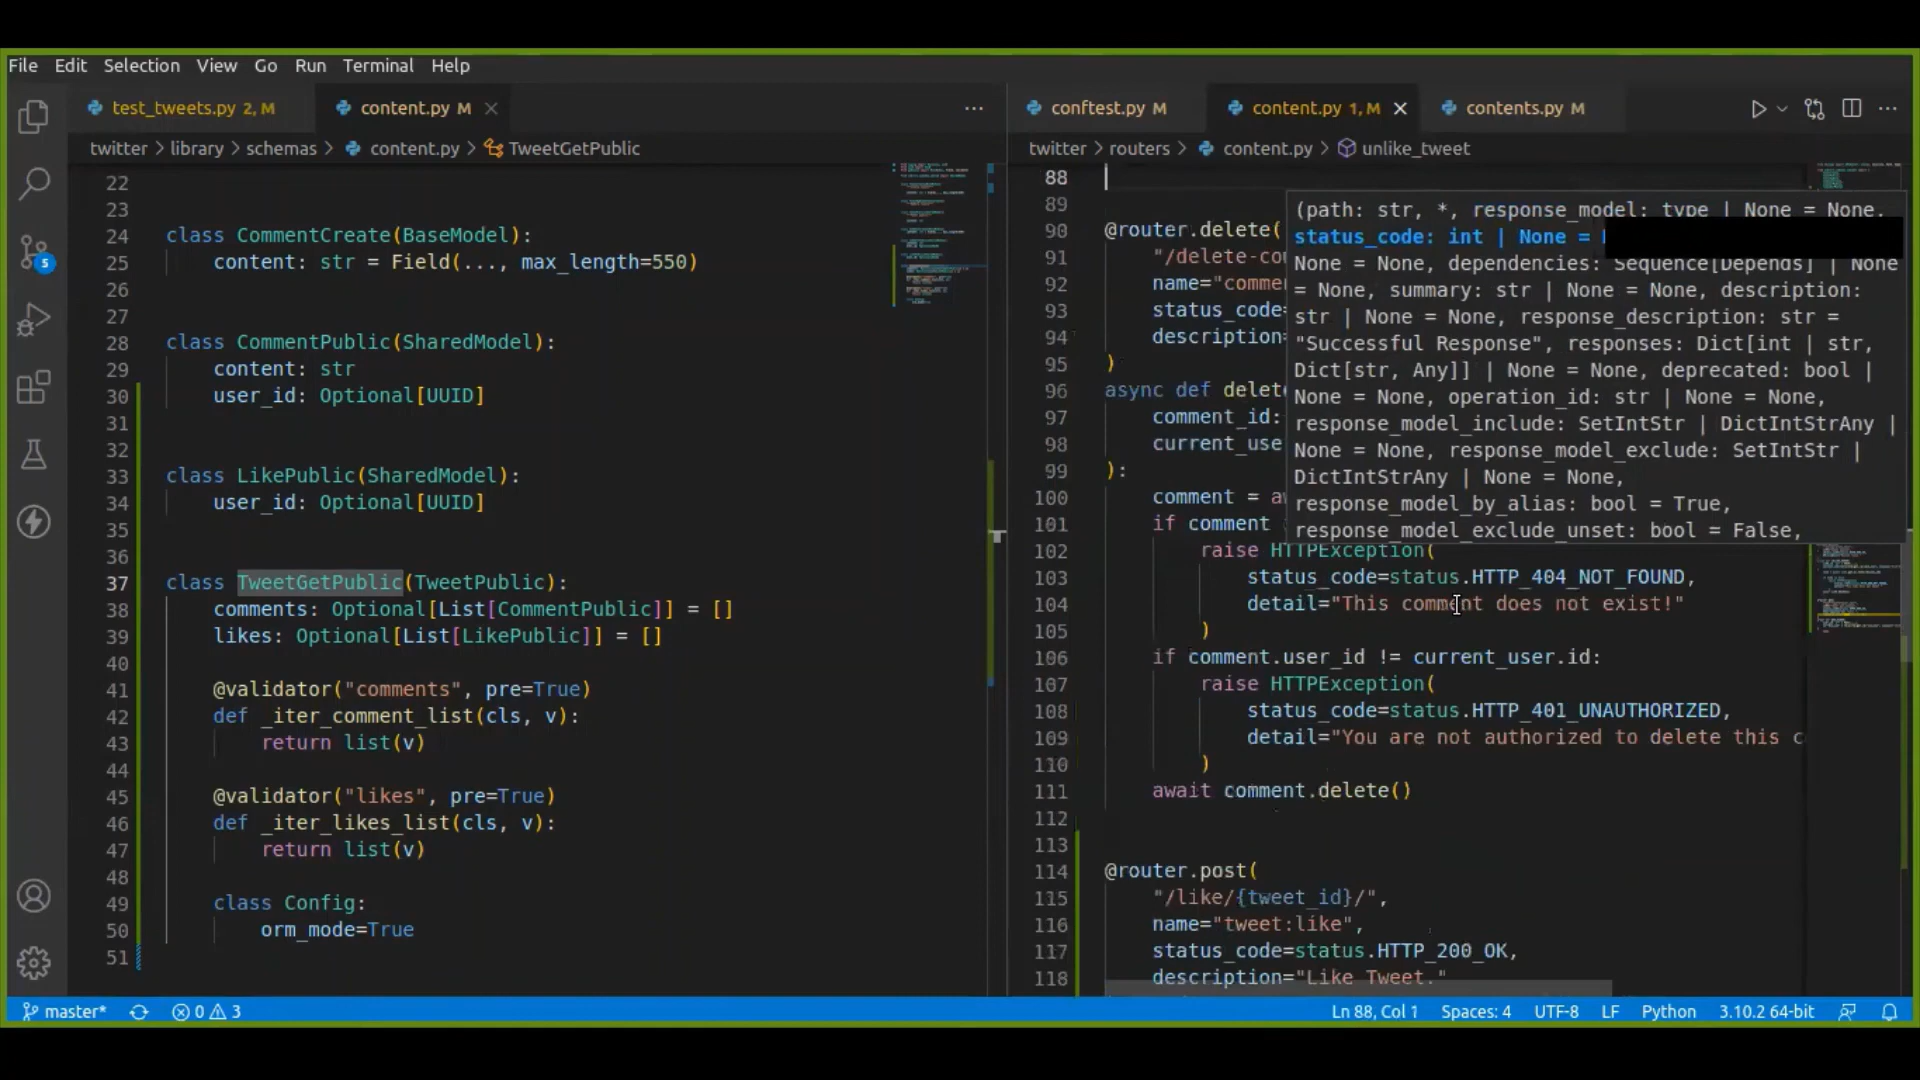 File Edit Selection View Go Run Terminal Help
test_tweets.py 2, M content.py M
conftest.py M content.py 1, M contents.py M
twitter > library > schemas > content.py > TweetGetPublic
twitter > routers > content.py > unlike_tweet
22
23
24 class CommentCreate(BaseModel):
25 content: str = Field(..., max_length=550)
26
27
28 class CommentPublic(SharedModel):
29 content: str
30 user_id: Optional[UUID]
31
32
33 class LikePublic(SharedModel):
34 user_id: Optional[UUID]
35
36
37 class TweetGetPublic(TweetPublic):
38 comments: Optional[List[CommentPublic]] = []
39 likes: Optional[List[LikePublic]] = []
40
41 @validator("comments", pre=True)
42 def _iter_comment_list(cls, v):
43 return list(v)
44
45 @validator("likes", pre=True)
46 def _iter_likes_list(cls, v):
47 return list(v)
48
49 class Config:
50 orm_mode=True
51
88
89
90 @router.delete(
91 "/delete-co
92 name="comme
93 status_code=
94 description=
95 )
96 async def delete
97 comment_id:
98 current_use
99 ):
100 comment = a
101 if comment
102 raise HTTPException(
103 status_code=status.HTTP_404_NOT_FOUND,
104 detail="This comment does not exist!"
105 )
106 if comment.user_id != current_user.id:
107 raise HTTPException(
108 status_code=status.HTTP_401_UNAUTHORIZED,
109 detail="You are not authorized to delete this c
110 )
111 await comment.delete()
112
113
114 @router.post(
115 "/like/{tweet_id}/",
116 name="tweet:like",
117 status_code=status.HTTP_200_OK,
118 description="Like Tweet."
(path: str, *, response_model: type | None = None,
status_code: int | None =
None = None, dependencies: Sequence[Depends] | None
= None, summary: str | None = None, description:
str | None = None, response_description: str =
"Successful Response", responses: Dict[int | str,
Dict[str, Any]] | None = None, deprecated: bool |
None = None, operation_id: str | None = None,
response_model_include: SetIntStr | DictIntStrAny |
None = None, response_model_exclude: SetIntStr |
DictIntStrAny | None = None,
response_model_by_alias: bool = True,
response_model_exclude_unset: bool = False,
5
master* 0 3 Ln 88, Col 1 Spaces: 4 UTF-8 LF Python 3.10.2 64-bit